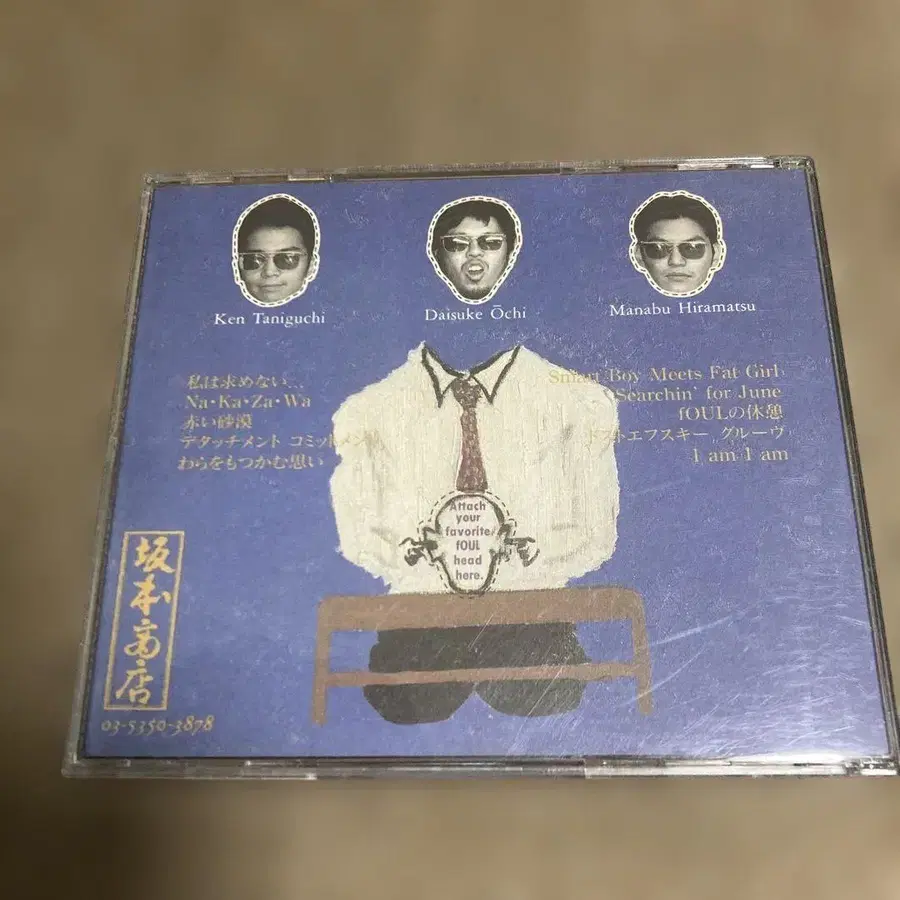 Ken Taniguchi
Daisuke Ōchi
Manabu Hiramatsu
私は求めない...
Na・Ka・Za・Wa
赤い砂漠
デタッチメント コミットメント
わらをもつかむ思い
Smart Boy Meets Fat Girl
Searchin' for June
fOULの休憩
ドストエフスキー グルーヴ
I am I am
Attach
your
favorite
fOUL
head
here.
坂本商店
03-5350-3878